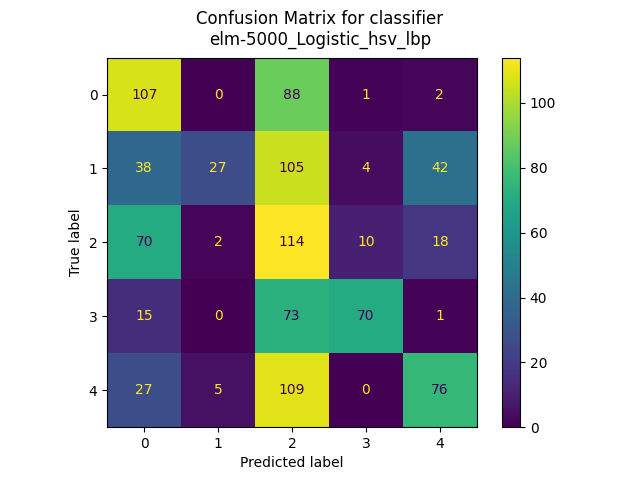 Confusion Matrix for classifier
elm-5000_Logistic_hsv_lbp
0 107 0 88 1 2
1 38 27 105 4 42
2 70 2 114 10 18
3 15 0 73 70 1
4 27 5 109 0 76
0 1 2 3 4
Predicted label
True label
100
80
60
40
20
0